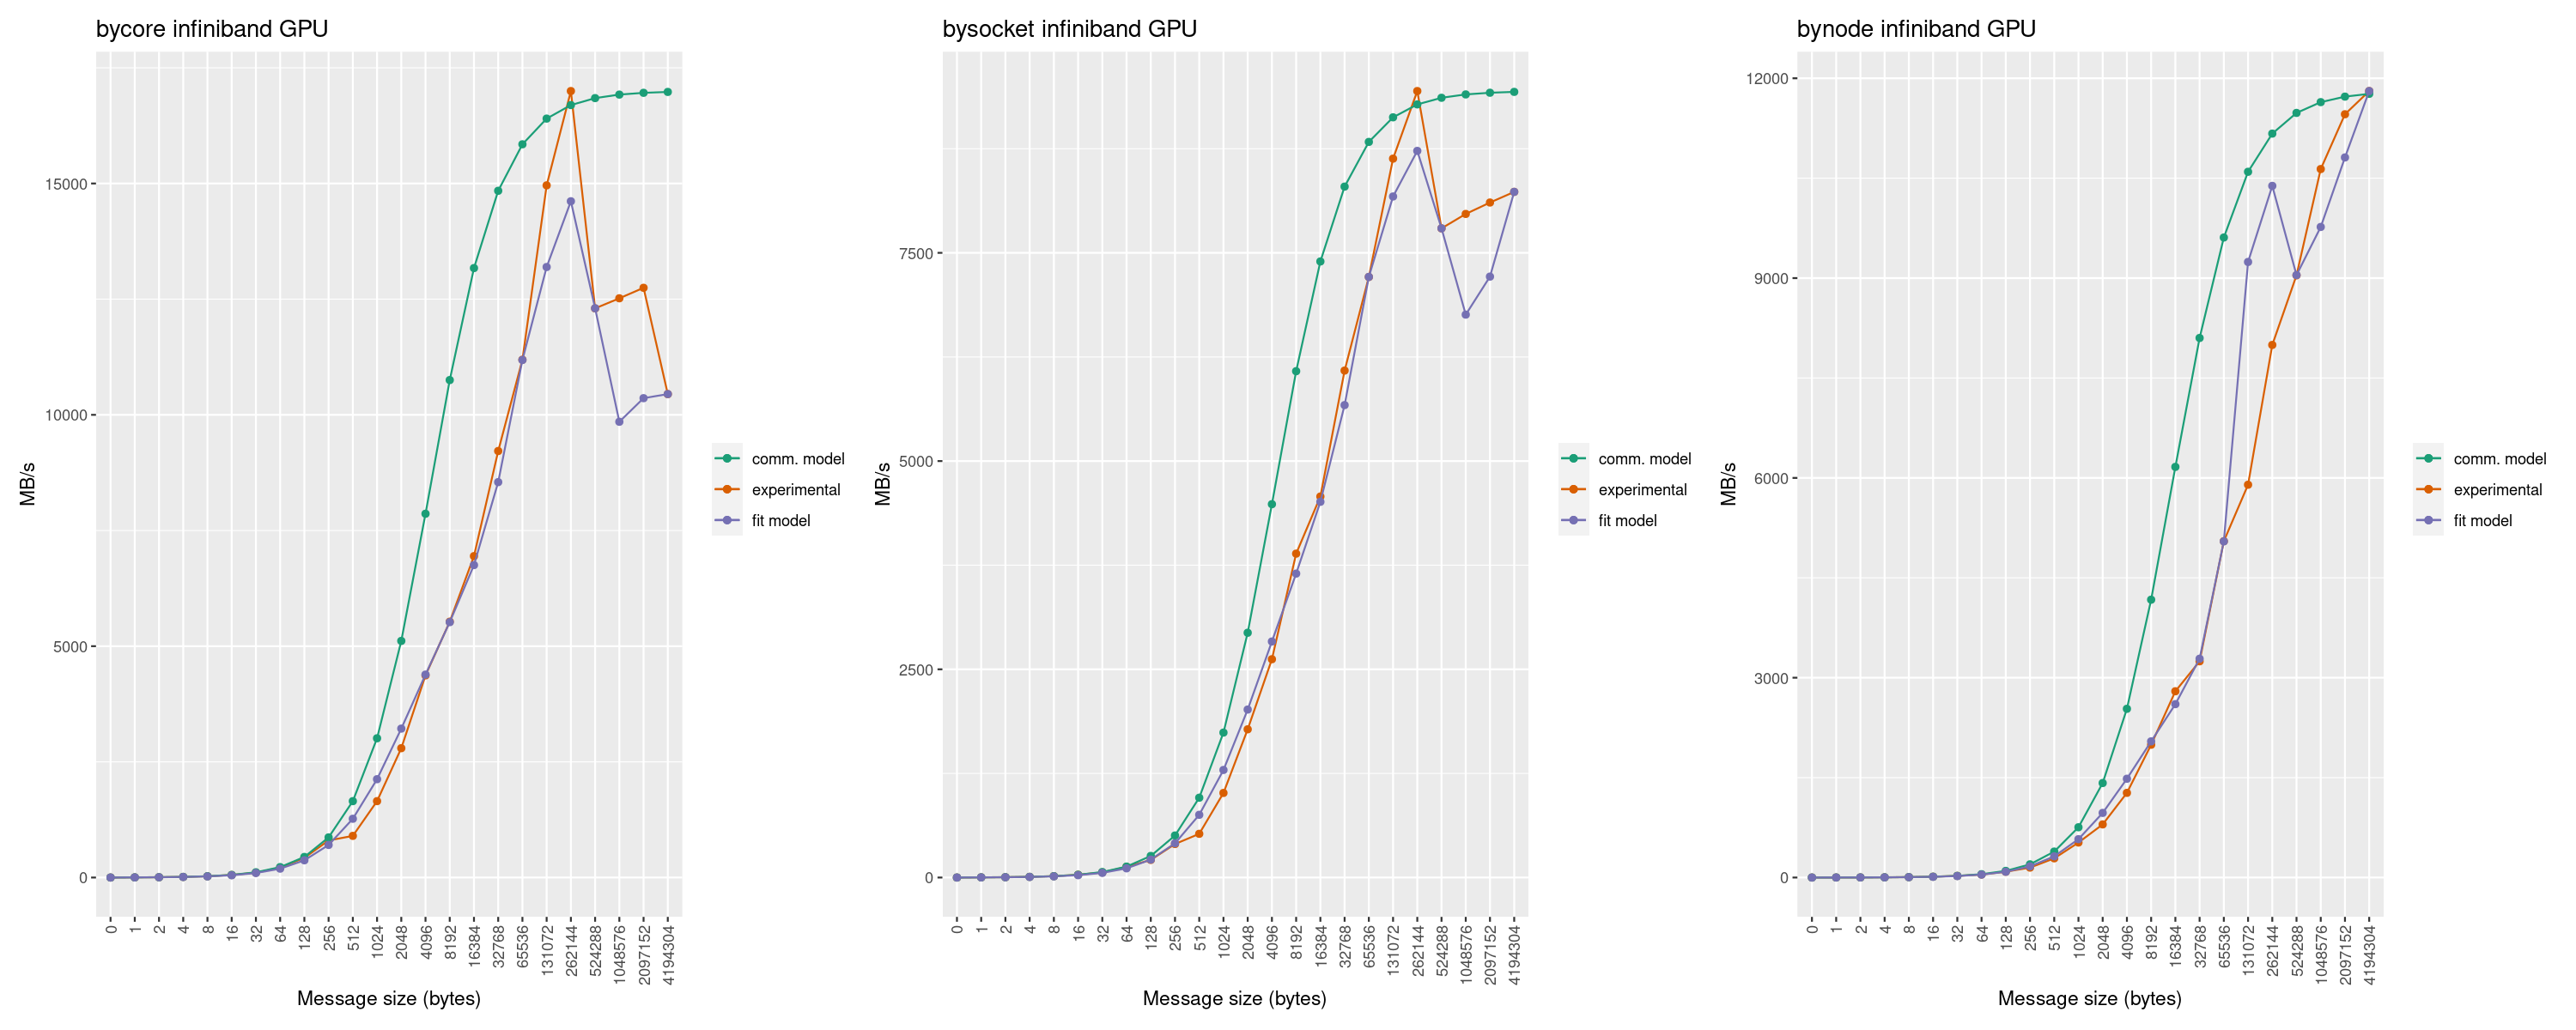 bycore infiniband GPU
MB/s
15000
10000
5000
0
0 1 2 4 8 16 32 64 128 256 512 1024 2048 4096 8192 16384 32768 65536 131072 262144 524288 1048576 2097152 4194304
Message size (bytes)
comm. model
experimental
fit model
bysocket infiniband GPU
MB/s
7500
5000
2500
0
0 1 2 4 8 16 32 64 128 256 512 1024 2048 4096 8192 16384 32768 65536 131072 262144 524288 1048576 2097152 4194304
Message size (bytes)
comm. model
experimental
fit model
bynode infiniband GPU
MB/s
12000
9000
6000
3000
0
0 1 2 4 8 16 32 64 128 256 512 1024 2048 4096 8192 16384 32768 65536 131072 262144 524288 1048576 2097152 4194304
Message size (bytes)
comm. model
experimental
fit model